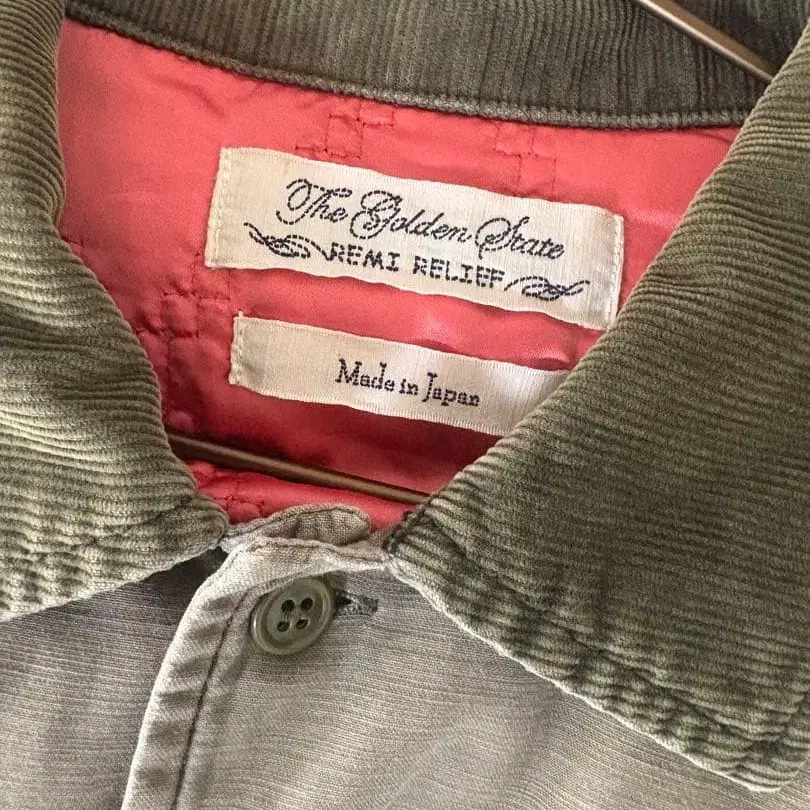 The Golden State
REMI RELIEF
Made in Japan